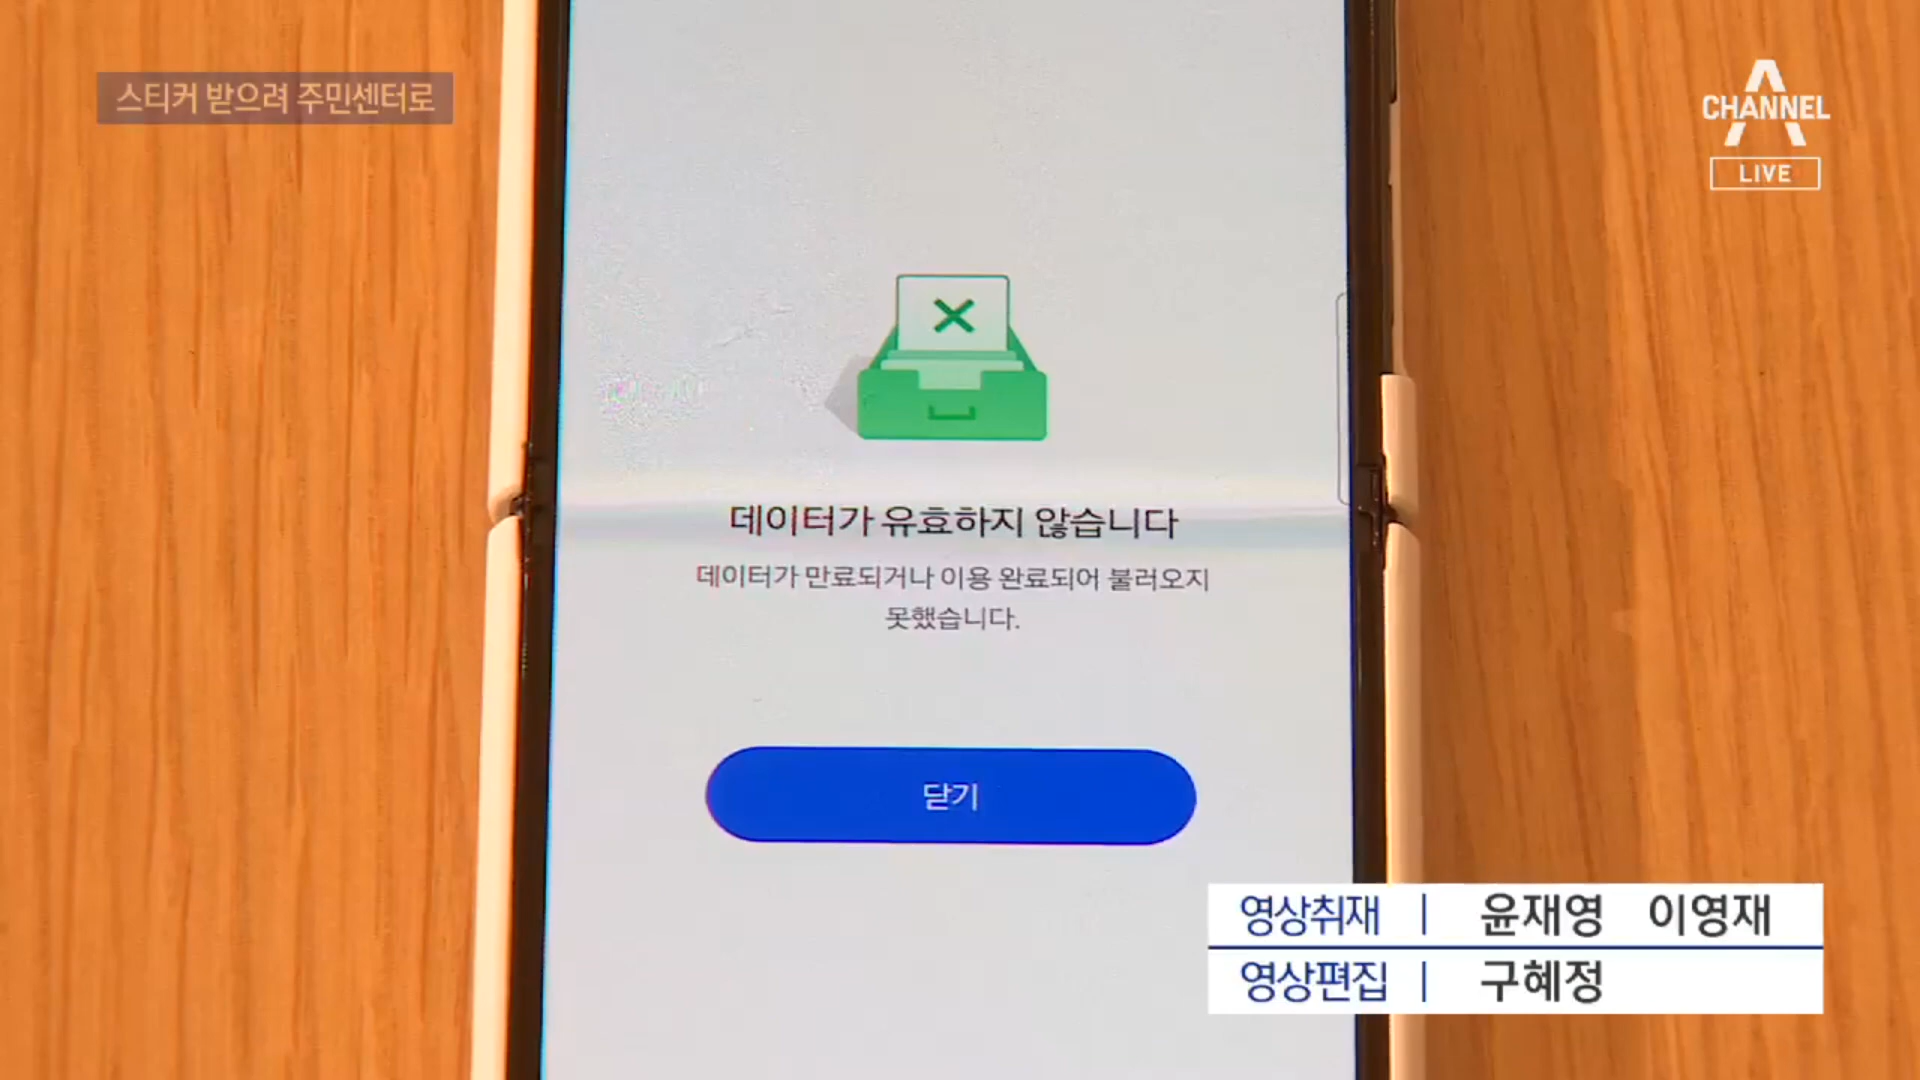 스티커 받으려 주민센터로
CHANNEL A
LIVE
데이터가 유효하지 않습니다
데이터가 만료되거나 이용 완료되어 불러오지
못했습니다.
닫기
영상취재 | 윤재영 이영재
영상편집 | 구혜정